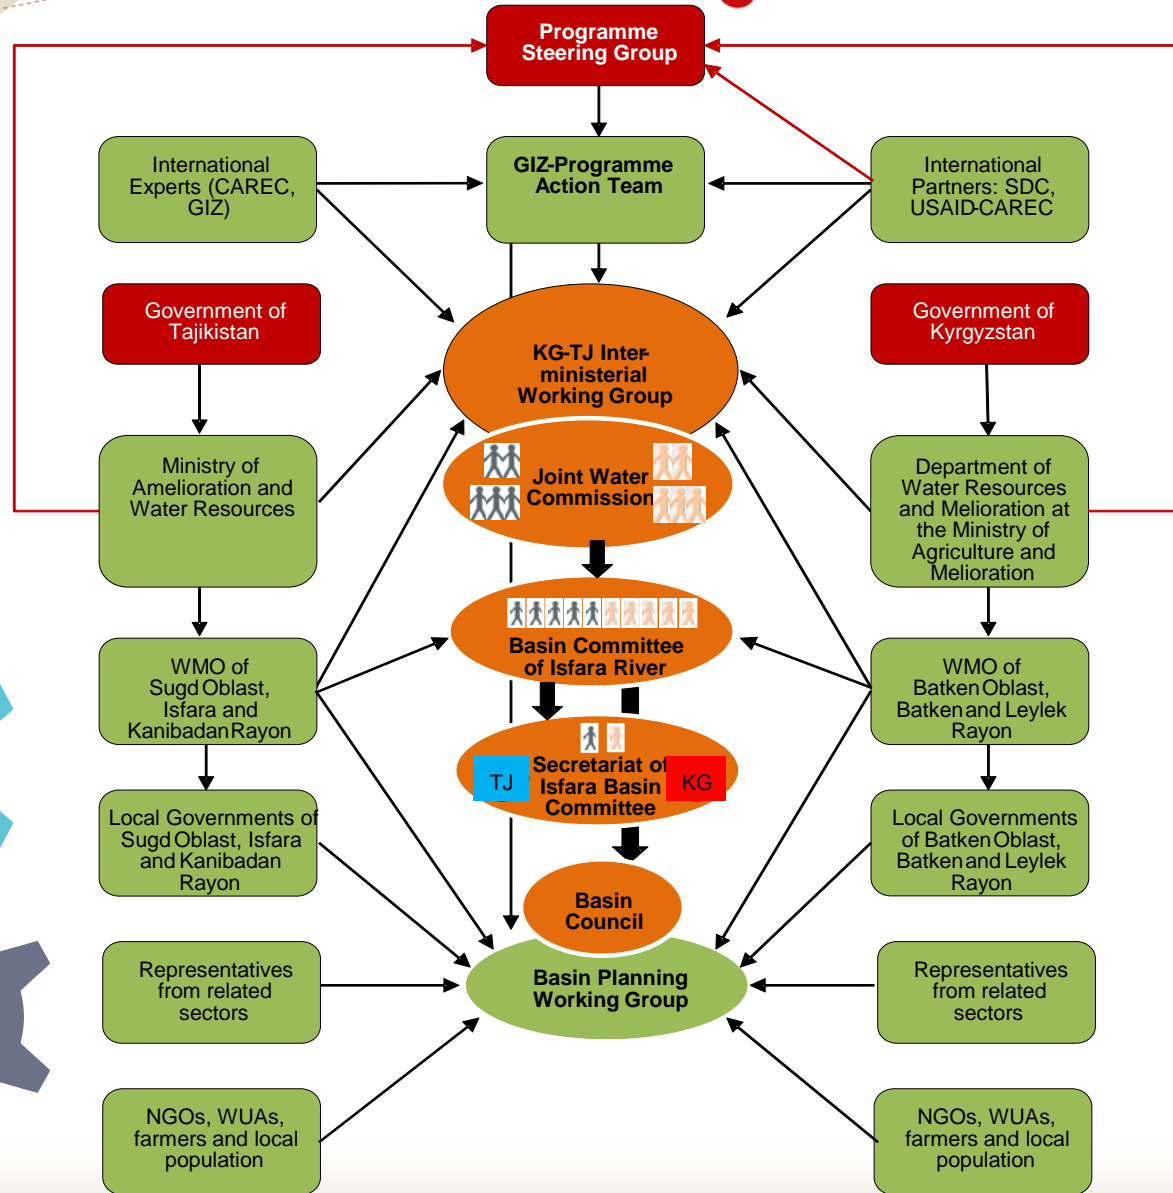 Programme
Steering Group
International
Experts (CAREC,
GIZ)
GIZ-Programme
Action Team
International
Partners: SDC,
USAID-CAREC
Government of
Tajikistan
KG-TJ Inter-
ministerial
Working Group
Government of
Kyrgyzstan
Ministry of
Amelioration and
Water Resources
Joint Water
Commission
Department of
Water Resources
and Melioration at
the Ministry of
Agriculture and
Melioration
WMO of
Sugd Oblast,
Isfara and
Kanibadan Rayon
Basin Committee
of Isfara River
WMO of
Batken Oblast,
Batken and Leylek
Rayon
TJ
Secretariat of
Isfara Basin
Committee
KG
Local Governments of
Sugd Oblast, Isfara
and Kanibadan
Rayon
Local Governments
of Batken Oblast,
Batken and Leylek
Rayon
Basin
Council
Representatives
from related
sectors
Basin Planning
Working Group
Representatives
from related
sectors
NGOs, WUAs,
farmers and local
population
NGOs, WUAs,
farmers and local
population